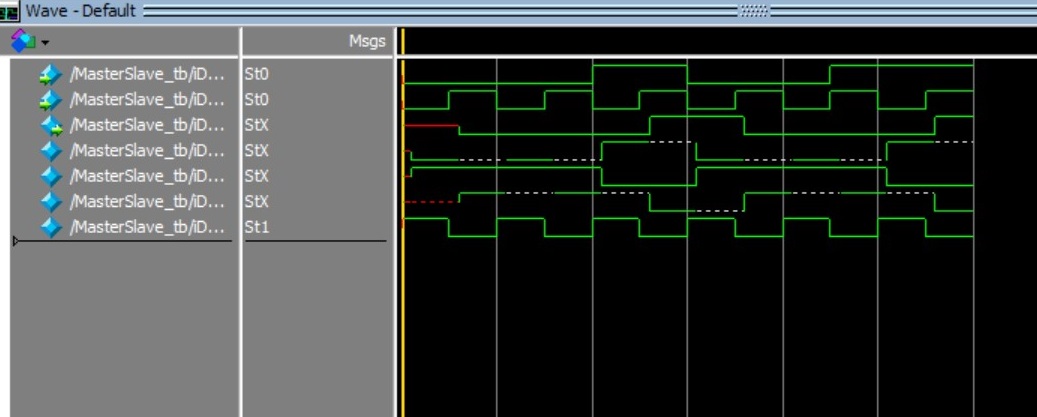 Wave - Default
Msgs
/MasterSlave_tb/iD... St0
/MasterSlave_tb/iD... St0
/MasterSlave_tb/iD... StX
/MasterSlave_tb/iD... StX
/MasterSlave_tb/iD... StX
/MasterSlave_tb/iD... StX
/MasterSlave_tb/iD... St1